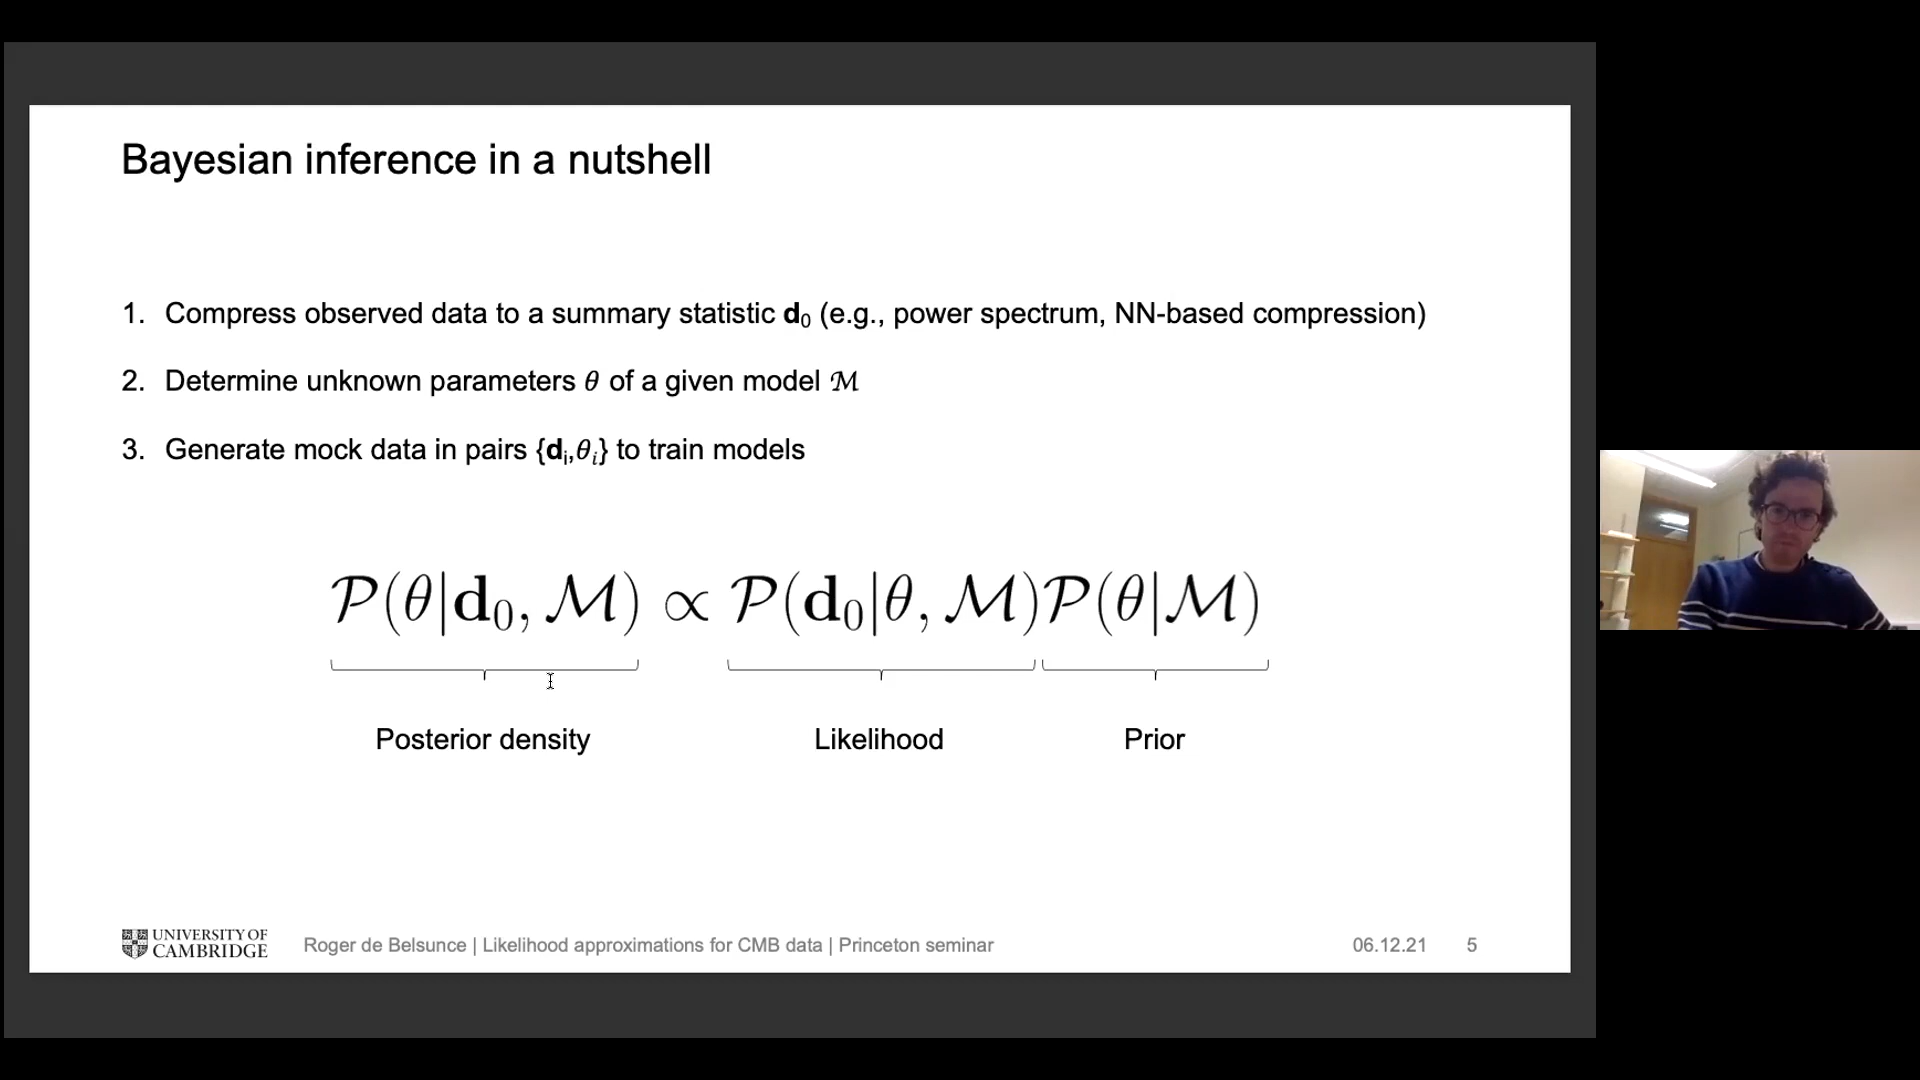 Bayesian inference in a nutshell
1. Compress observed data to a summary statistic d₀ (e.g., power spectrum, NN-based compression)
2. Determine unknown parameters θ of a given model ℳ
3. Generate mock data in pairs {dᵢ,θᵢ} to train models
𝒫(θ|d₀, ℳ) ∝ 𝒫(d₀|θ, ℳ)𝒫(θ|ℳ)
Posterior density Likelihood Prior
UNIVERSITY OF
CAMBRIDGE
Roger de Belsunce | Likelihood approximations for CMB data | Princeton seminar 06.12.21 5